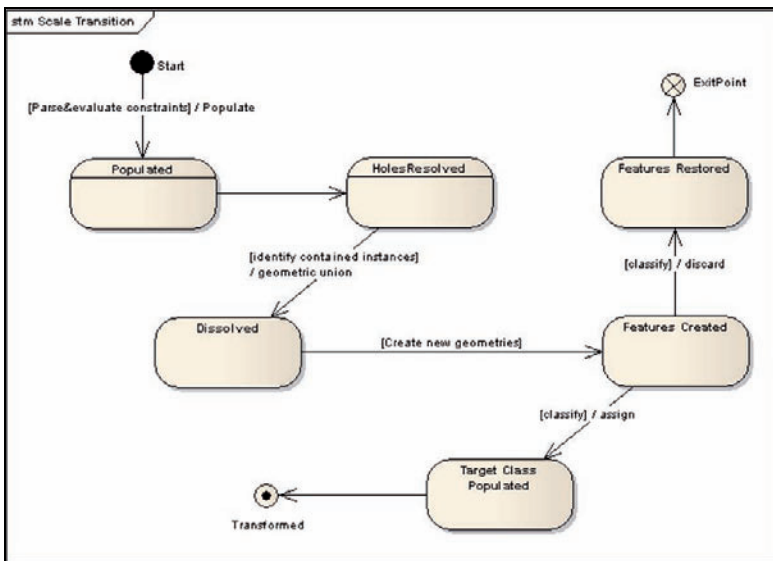 stm Scale Transition
Start
ExitPoint
[Parse&evaluate constraints] / Populate
Populated
HolesResolved
Features Restored
[identify contained instances]
/ geometric union
[classify] / discard
Dissolved
[Create new geometries]
Features Created
[classify] / assign
Target Class
Populated
Transformed